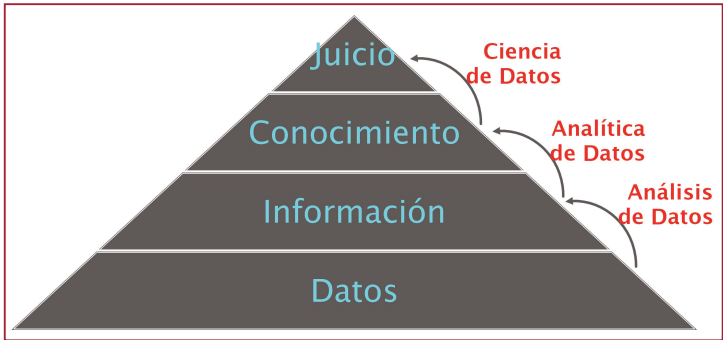 Juicio
Ciencia
de Datos
Conocimiento
Analítica
de Datos
Información
Análisis
de Datos
Datos